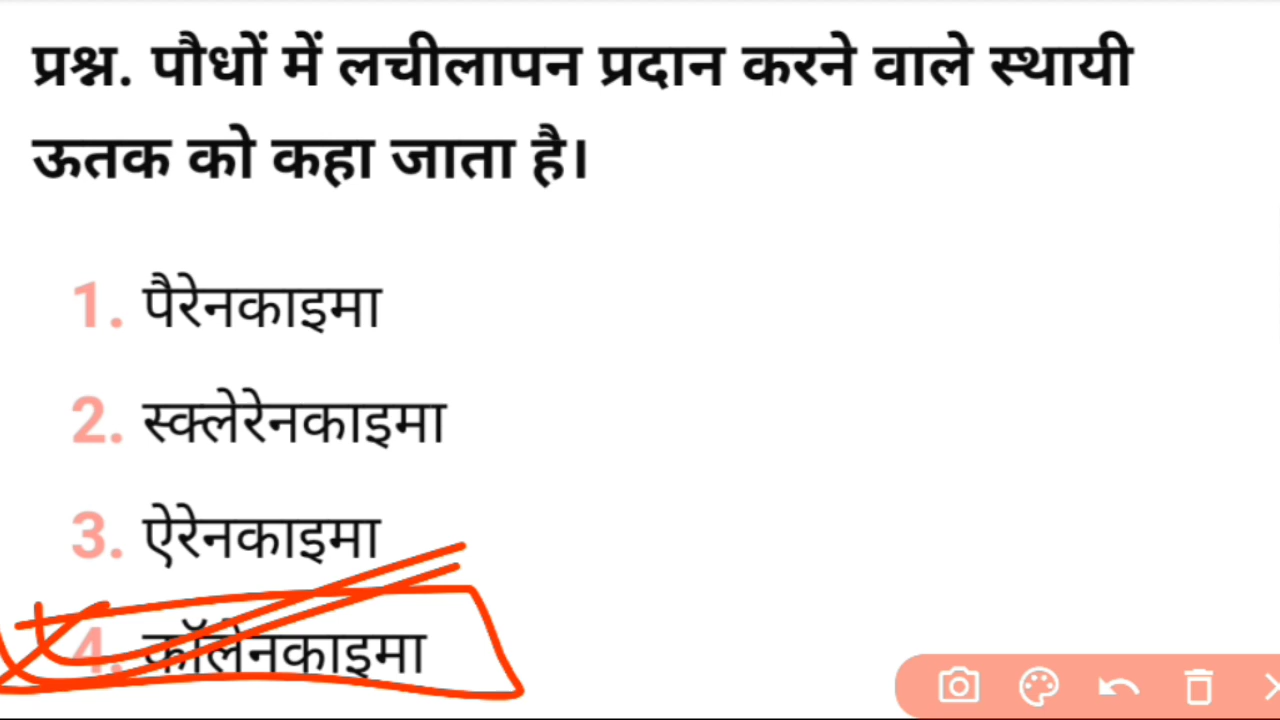 प्रश्न. पौधों में लचीलापन प्रदान करने वाले स्थायी
ऊतक को कहा जाता है।
1. पैरेनकाइमा
2. स्क्लेरेनकाइमा
3. ऐरेनकाइमा
4. कॉलेनकाइमा